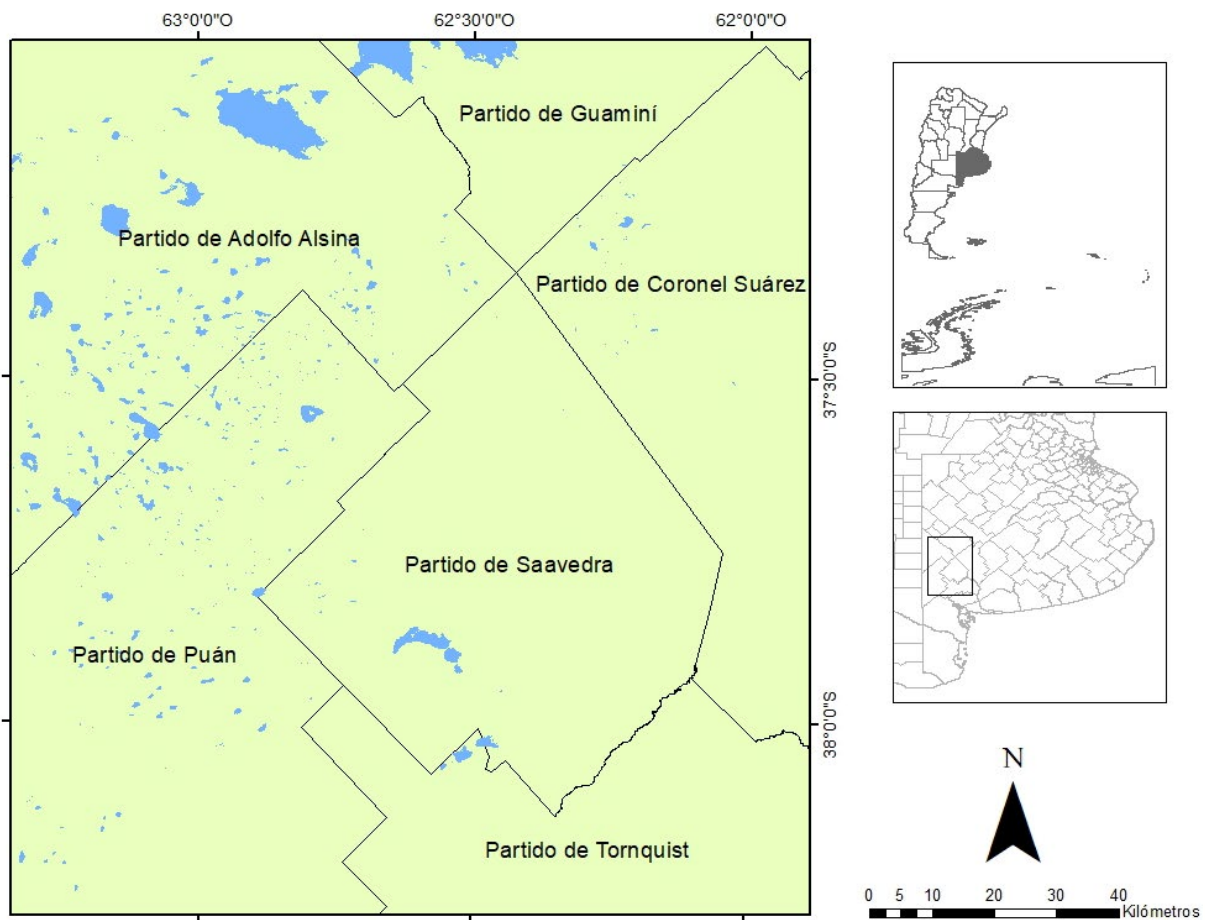 63°0'0"O
62°30'0"O
62°0'0"O
Partido de Guaminí
Partido de Adolfo Alsina
Partido de Coronel Suárez
37°30'0"S
Partido de Saavedra
Partido de Puán
38°0'0"S
Partido de Tornquist
N
0 5 10 20 30 40
Kilómetros